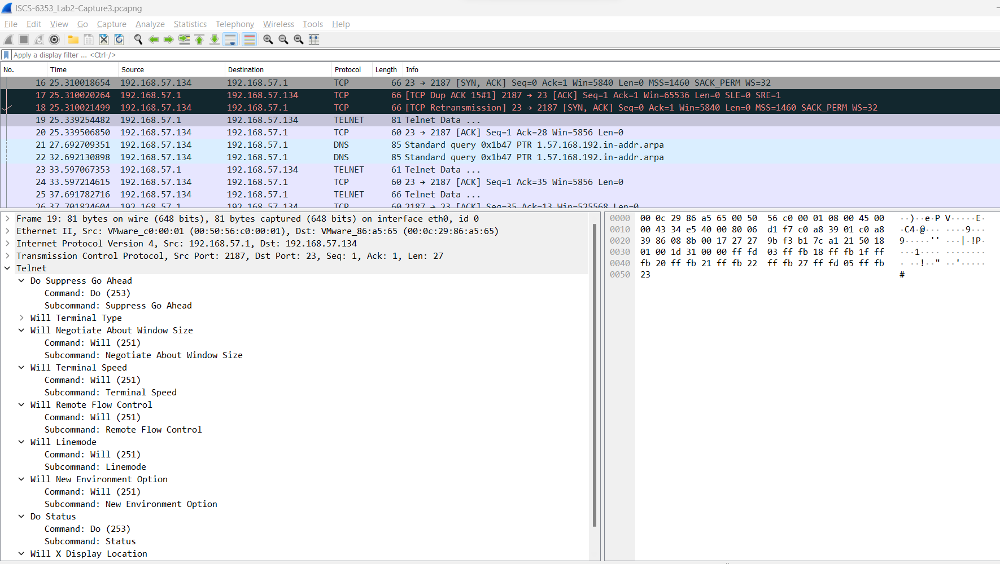 ISCS-6353_Lab2-Capture3.pcapng
File Edit View Go Capture Analyze Statistics Telephony Wireless Tools Help
Apply a display filter ... <Ctrl-/>
No. Time Source Destination Protocol Length Info
16 25.310018654 192.168.57.134 192.168.57.1 TCP 66 23 → 2187 [SYN, ACK] Seq=0 Ack=1 Win=5840 Len=0 MSS=1460 SACK_PERM WS=32
17 25.310020264 192.168.57.1 192.168.57.134 TCP 66 [TCP Dup ACK 15#1] 2187 → 23 [ACK] Seq=1 Ack=1 Win=65536 Len=0 SLE=0 SRE=1
18 25.310021499 192.168.57.134 192.168.57.1 TCP 66 [TCP Retransmission] 23 → 2187 [SYN, ACK] Seq=0 Ack=1 Win=5840 Len=0 MSS=1460 SACK_PERM WS=32
19 25.339254482 192.168.57.1 192.168.57.134 TELNET 81 Telnet Data ...
20 25.339506850 192.168.57.134 192.168.57.1 TCP 60 23 → 2187 [ACK] Seq=1 Ack=28 Win=5856 Len=0
21 27.692709351 192.168.57.134 192.168.57.1 DNS 85 Standard query 0x1b47 PTR 1.57.168.192.in-addr.arpa
22 32.692130898 192.168.57.134 192.168.57.1 DNS 85 Standard query 0x1b47 PTR 1.57.168.192.in-addr.arpa
23 33.597067353 192.168.57.1 192.168.57.134 TELNET 61 Telnet Data ...
24 33.597214615 192.168.57.134 192.168.57.1 TCP 60 23 → 2187 [ACK] Seq=1 Ack=35 Win=5856 Len=0
25 37.691782716 192.168.57.134 192.168.57.1 TELNET 66 Telnet Data ...
26 37.701824604 192.168.57.1 192.168.57.134 TCP 60 2187 → 23 [ACK] Seq=35 Ack=13 Win=525568 Len=0
Frame 19: 81 bytes on wire (648 bits), 81 bytes captured (648 bits) on interface eth0, id 0
Ethernet II, Src: VMware_c0:00:01 (00:50:56:c0:00:01), Dst: VMware_86:a5:65 (00:0c:29:86:a5:65)
Internet Protocol Version 4, Src: 192.168.57.1, Dst: 192.168.57.134
Transmission Control Protocol, Src Port: 2187, Dst Port: 23, Seq: 1, Ack: 1, Len: 27
Telnet
Do Suppress Go Ahead
Command: Do (253)
Subcommand: Suppress Go Ahead
Will Terminal Type
Will Negotiate About Window Size
Command: Will (251)
Subcommand: Negotiate About Window Size
Will Terminal Speed
Command: Will (251)
Subcommand: Terminal Speed
Will Remote Flow Control
Command: Will (251)
Subcommand: Remote Flow Control
Will Linemode
Command: Will (251)
Subcommand: Linemode
Will New Environment Option
Command: Will (251)
Subcommand: New Environment Option
Do Status
Command: Do (253)
Subcommand: Status
Will X Display Location
0000 00 0c 29 86 a5 65 00 50 56 c0 00 01 08 00 45 00 ··)··e·P V·····E·
0010 00 43 34 e5 40 00 80 06 d1 f7 c0 a8 39 01 c0 a8 ·C4·@··· ····9···
0020 39 86 08 8b 00 17 27 27 9b f3 b1 7c a1 21 50 18 9·····'' ···|·!P·
0030 01 00 1d 31 00 00 ff fd 03 ff fb 18 ff fb 1f ff ···1···· ········
0040 fb 20 ff fb 21 ff fb 22 ff fb 27 ff fd 05 ff fb · ··!··" ··'·····
0050 23 #